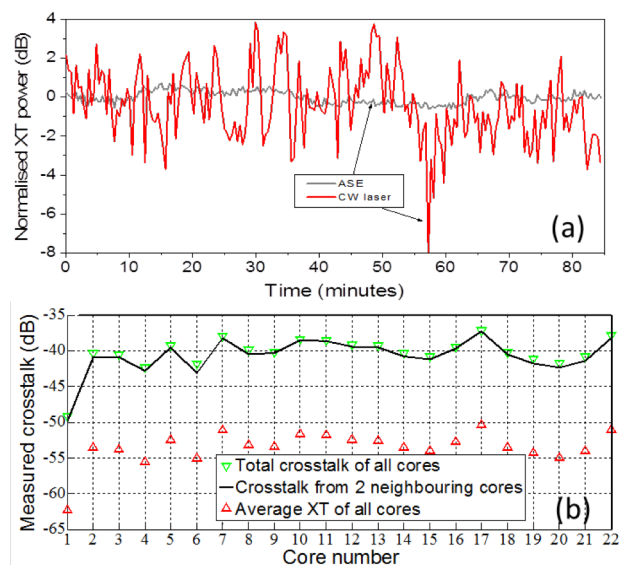 Normalised XT power (dB)
4
2
0
-2
-4
-6
-8
ASE
CW laser
(a)
0 10 20 30 40 50 60 70 80
Time (minutes)
Measured crosstalk (dB)
-35
-40
-45
-50
-55
-60
-65
Total crosstalk of all cores
Crosstalk from 2 neighbouring cores
Average XT of all cores
(b)
1 2 3 4 5 6 7 8 9 10 11 12 13 14 15 16 17 18 19 20 21 22
Core number